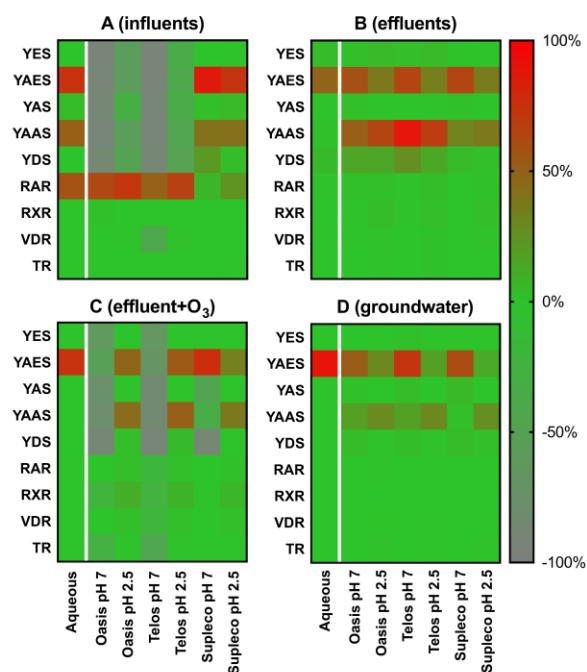 A (influents)
YES
YAES
YAS
YAAS
YDS
RAR
RXR
VDR
TR
B (effluents)
YES
YAES
YAS
YAAS
YDS
RAR
RXR
VDR
TR
100%
50%
0%
-50%
-100%
C (effluent+O₃)
YES
YAES
YAS
YAAS
YDS
RAR
RXR
VDR
TR
Aqueous
Oasis pH 7
Oasis pH 2.5
Telos pH 7
Telos pH 2.5
Supleco pH 7
Supleco pH 2.5
D (groundwater)
YES
YAES
YAS
YAAS
YDS
RAR
RXR
VDR
TR
Aqueous
Oasis pH 7
Oasis pH 2.5
Telos pH 7
Telos pH 2.5
Supleco pH 7
Supleco pH 2.5